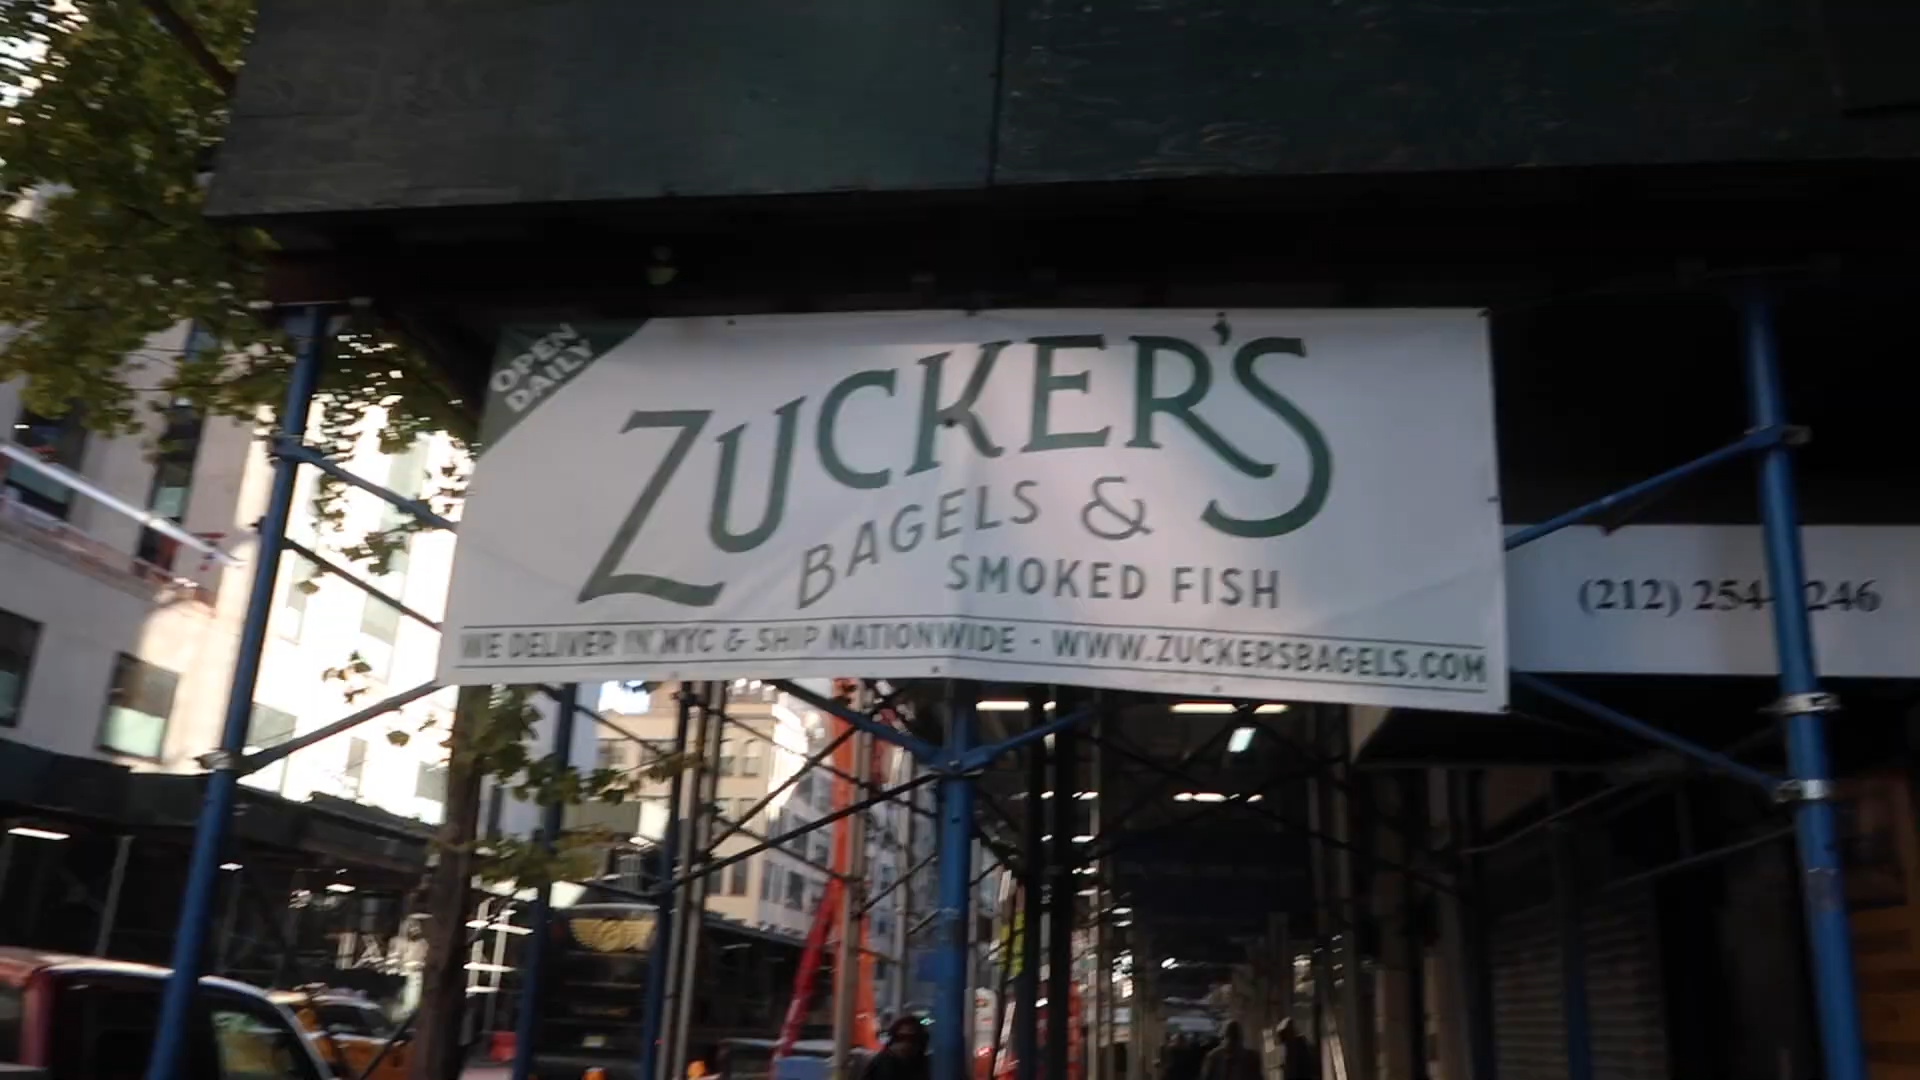 OPEN
DAILY
ZUCKER'S
BAGELS &
SMOKED FISH
WE DELIVER IN NYC & SHIP NATIONWIDE · WWW.ZUCKERSBAGELS.COM
(212) 254 246